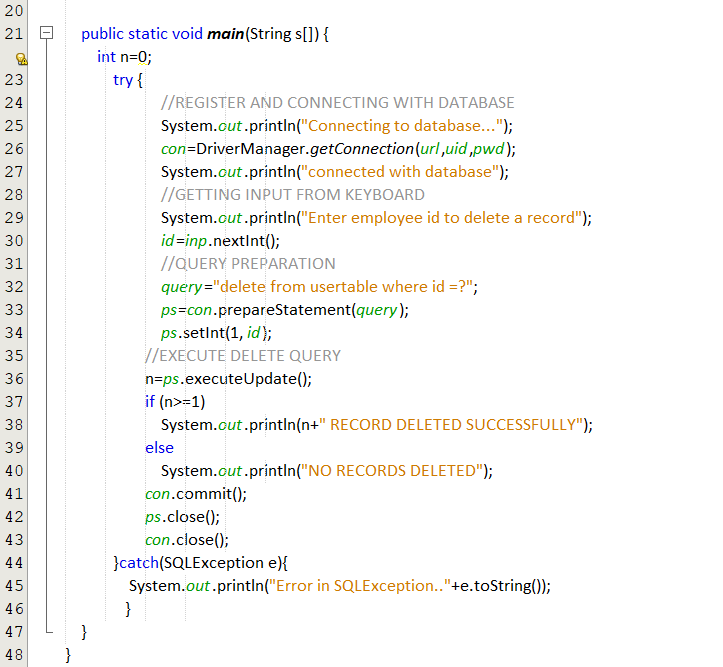 20
21 public static void main(String s[]) {
int n=0;
23 try {
24 //REGISTER AND CONNECTING WITH DATABASE
25 System.out.println("Connecting to database...");
26 con=DriverManager.getConnection(url,uid,pwd);
27 System.out.println("connected with database");
28 //GETTING INPUT FROM KEYBOARD
29 System.out.println("Enter employee id to delete a record");
30 id=inp.nextInt();
31 //QUERY PREPARATION
32 query="delete from usertable where id =?";
33 ps=con.prepareStatement(query);
34 ps.setInt(1, id);
35 //EXECUTE DELETE QUERY
36 n=ps.executeUpdate();
37 if (n>=1)
38 System.out.println(n+" RECORD DELETED SUCCESSFULLY");
39 else
40 System.out.println("NO RECORDS DELETED");
41 con.commit();
42 ps.close();
43 con.close();
44 }catch(SQLException e){
45 System.out.println("Error in SQLException.."+e.toString());
46 }
47 }
48 }